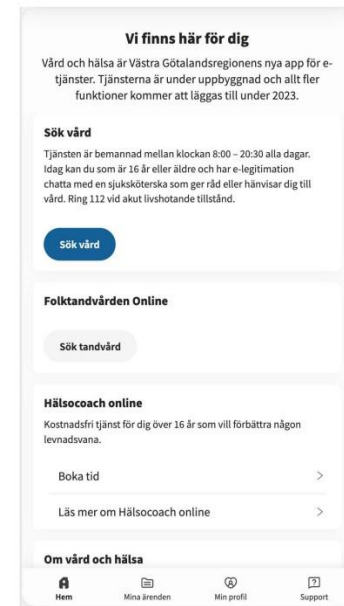 Vi finns här för dig
Vård och hälsa är Västra Götalandsregionens nya app för e-
tjänster. Tjänsterna är under uppbyggnad och allt fler
funktioner kommer att läggas till under 2023.
Sök vård
Tjänsten är bemannad mellan klockan 8:00 – 20:30 alla dagar.
Idag kan du som är 16 år eller äldre och har e-legitimation
chatta med en sjuksköterska som ger råd eller hänvisar dig till
vård. Ring 112 vid akut livshotande tillstånd.
Sök vård
Folktandvården Online
Sök tandvård
Hälsocoach online
Kostnadsfri tjänst för dig över 16 år som vill förbättra någon
levnadsvana.
Boka tid
Läs mer om Hälsocoach online
Om vård och hälsa
Hem Mina ärenden Min profil Support